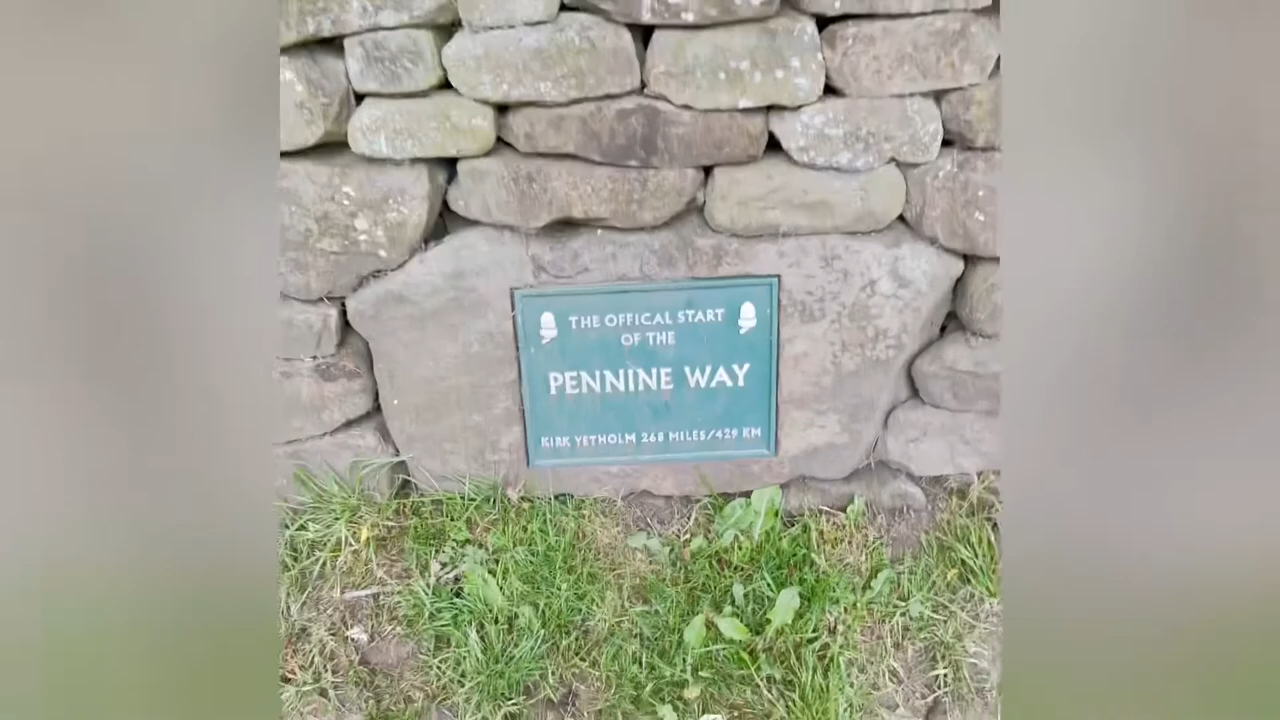 THE OFFICAL START
OF THE
PENNINE WAY
KIRK YETHOLM 268 MILES/429 KM